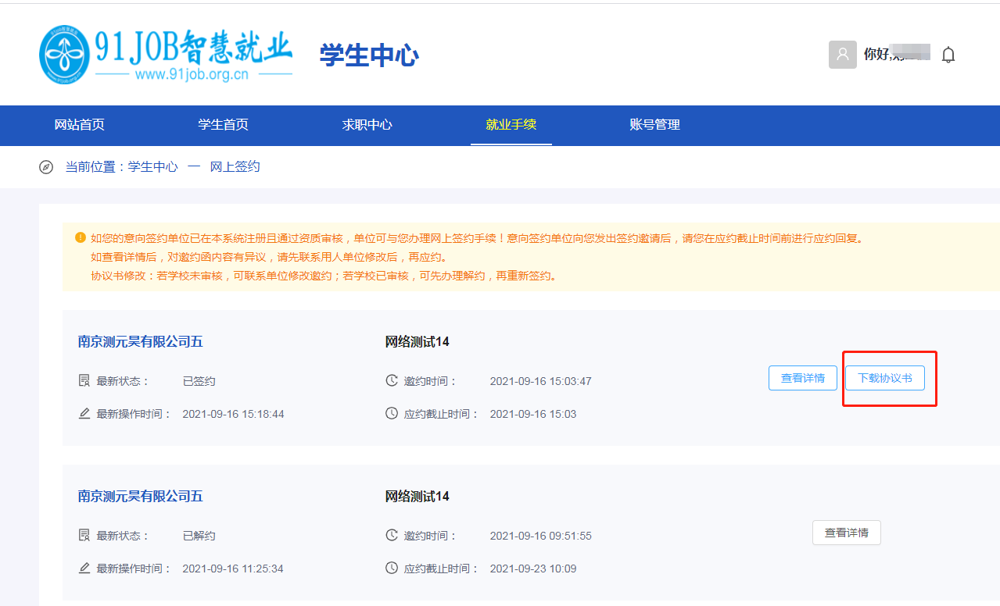 91JOB智慧就业
www.91job.org.cn
学生中心
你好,
网站首页 学生首页 求职中心 就业手续 账号管理
当前位置：学生中心 — 网上签约
如您的意向签约单位已在本系统注册且通过资质审核，单位可与您办理网上签约手续！意向签约单位向您发出签约邀请后，请您在应约截止时间前进行应约回复。
如查看详情后，对邀约函内容有异议，请先联系用人单位修改后，再应约。
协议书修改：若学校未审核，可联系单位修改邀约；若学校已审核，可先办理解约，再重新签约。
南京测元昊有限公司五 网络测试14
最新状态： 已签约 邀约时间： 2021-09-16 15:03:47 查看详情 下载协议书
最新操作时间： 2021-09-16 15:18:44 应约截止时间： 2021-09-16 15:03
南京测元昊有限公司五 网络测试14
最新状态： 已解约 邀约时间： 2021-09-16 09:51:55 查看详情
最新操作时间： 2021-09-16 11:25:34 应约截止时间： 2021-09-23 10:09